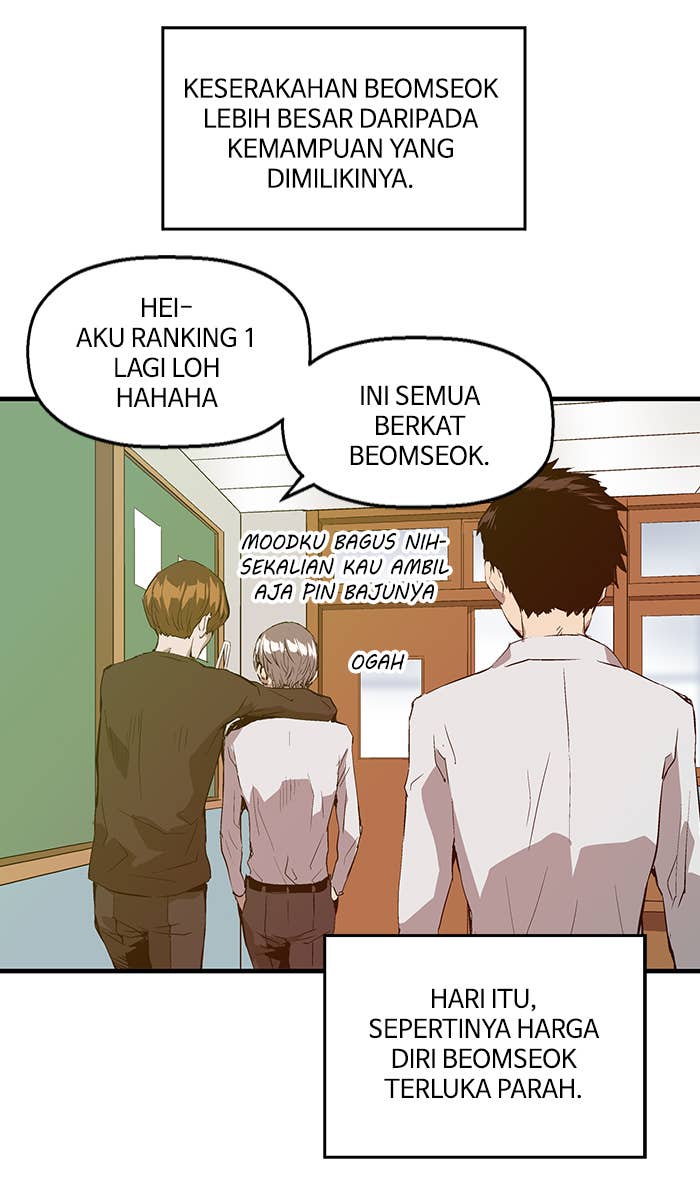 KESERAKAHAN BEOMSEOK
LEBIH BESAR DARIPADA
KEMAMPUAN YANG
DIMILIKINYA.
HEI-
AKU RANKING 1
LAGI LOH
HAHAHA
INI SEMUA
BERKAT
BEOMSEOK.
MOODKU BAGUS NIH-
SEKALIAN KAU AMBIL
AJA PIN BAJUNYA
OGAH
HARI ITU,
SEPERTINYA HARGA
DIRI BEOMSEOK
TERLUKA PARAH.